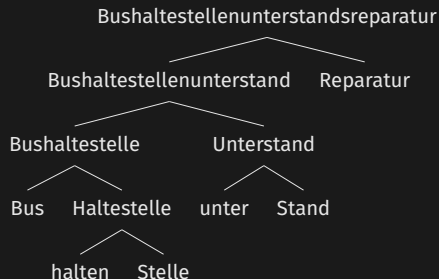 Bushaltestellenunterstandsreparatur
Bushaltestellenunterstand Reparatur
Bushaltestelle Unterstand
Bus Haltestelle unter Stand
halten Stelle